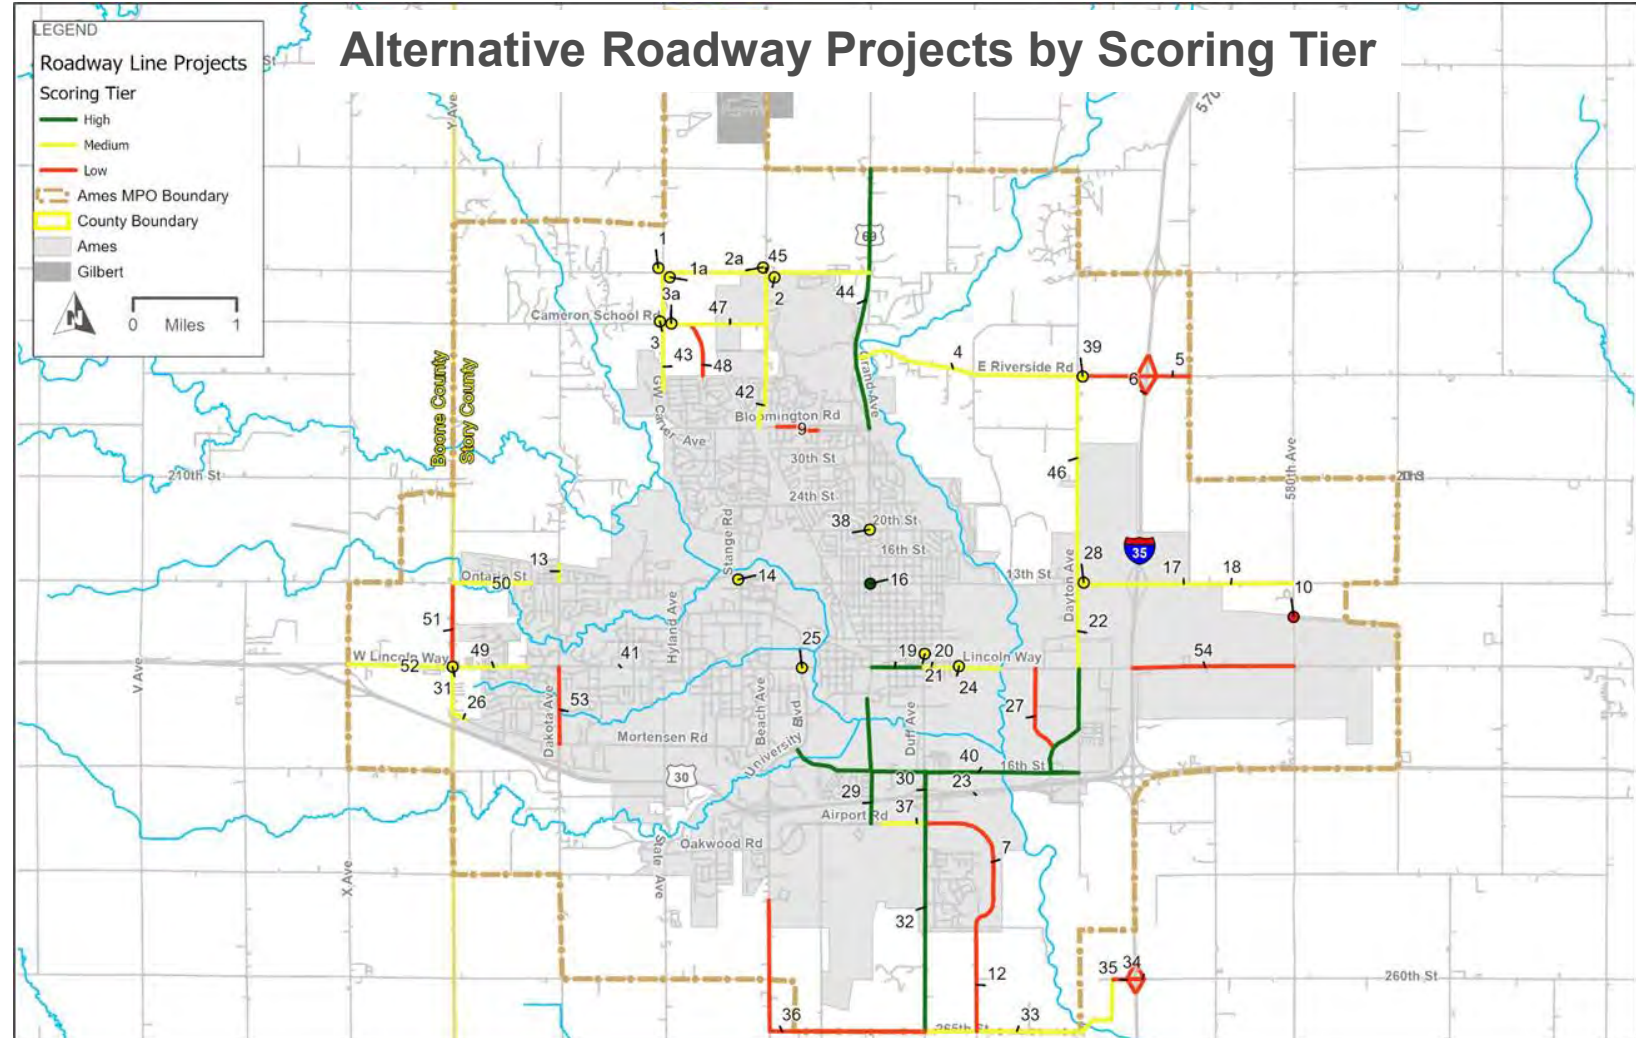 Alternative Roadway Projects by Scoring Tier
LEGEND
Roadway Line Projects
Scoring Tier
High
Medium
Low
Ames MPO Boundary
County Boundary
Ames
Gilbert
N
0 Miles 1
St
Y Ave
570
69
1
1a
2a
45
2
3a
47
Cameron School Rd
3
43
48
44
4
E Riverside Rd
39
6
5
42
GW Carver Ave
Grand Ave
Bloomington Rd
9
Boone County
Story County
210th St
30th St
24th St
46
580th Ave
38
20th St
16th St
Stange Rd
13
Ontario St
50
14
16
13th St
28
35
17
18
10
Dayton Ave
22
51
W Lincoln Way
52
49
41
Hyland Ave
25
19
20
Lincoln Way
21
24
54
V Ave
31
26
Dakota Ave
53
Mortensen Rd
Beach Ave
University Blvd
Duff Ave
27
40
16th St
30
30
23
29
37
Airport Rd
Oakwood Rd
State Ave
X Ave
7
32
12
35
34
260th St
36
265th St
33